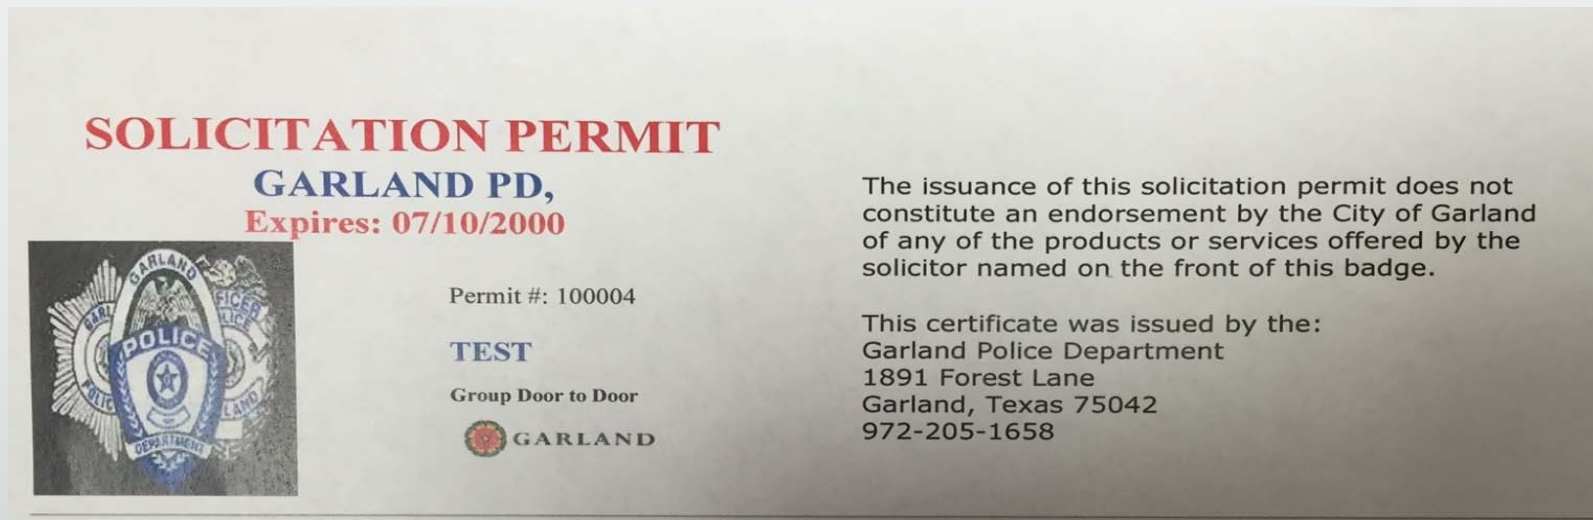 SOLICITATION PERMIT
GARLAND PD,
Expires: 07/10/2000
GARLAND
POLICE
DEPARTMENT
Permit #: 100004
TEST
Group Door to Door
GARLAND
The issuance of this solicitation permit does not
constitute an endorsement by the City of Garland
of any of the products or services offered by the
solicitor named on the front of this badge.
This certificate was issued by the:
Garland Police Department
1891 Forest Lane
Garland, Texas 75042
972-205-1658